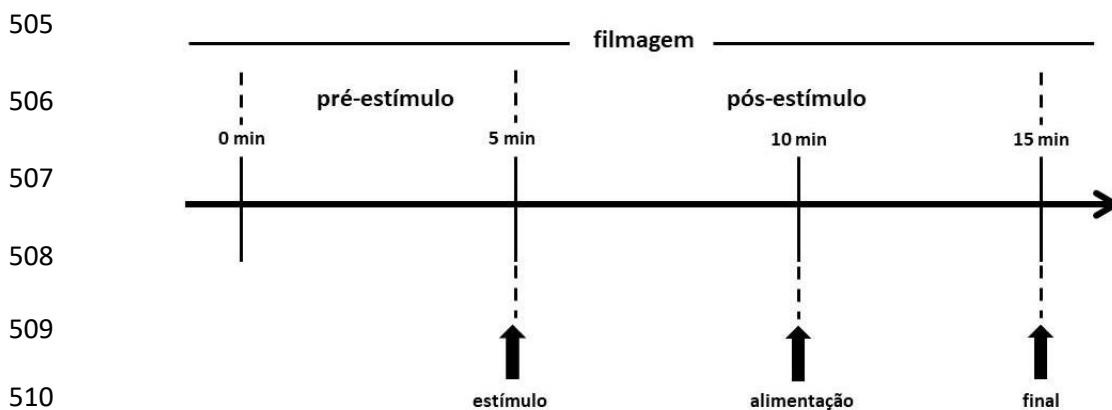 505
filmagem
506
pré-estímulo pós-estímulo
0 min 5 min 10 min 15 min
507
508
509
510
estímulo alimentação final